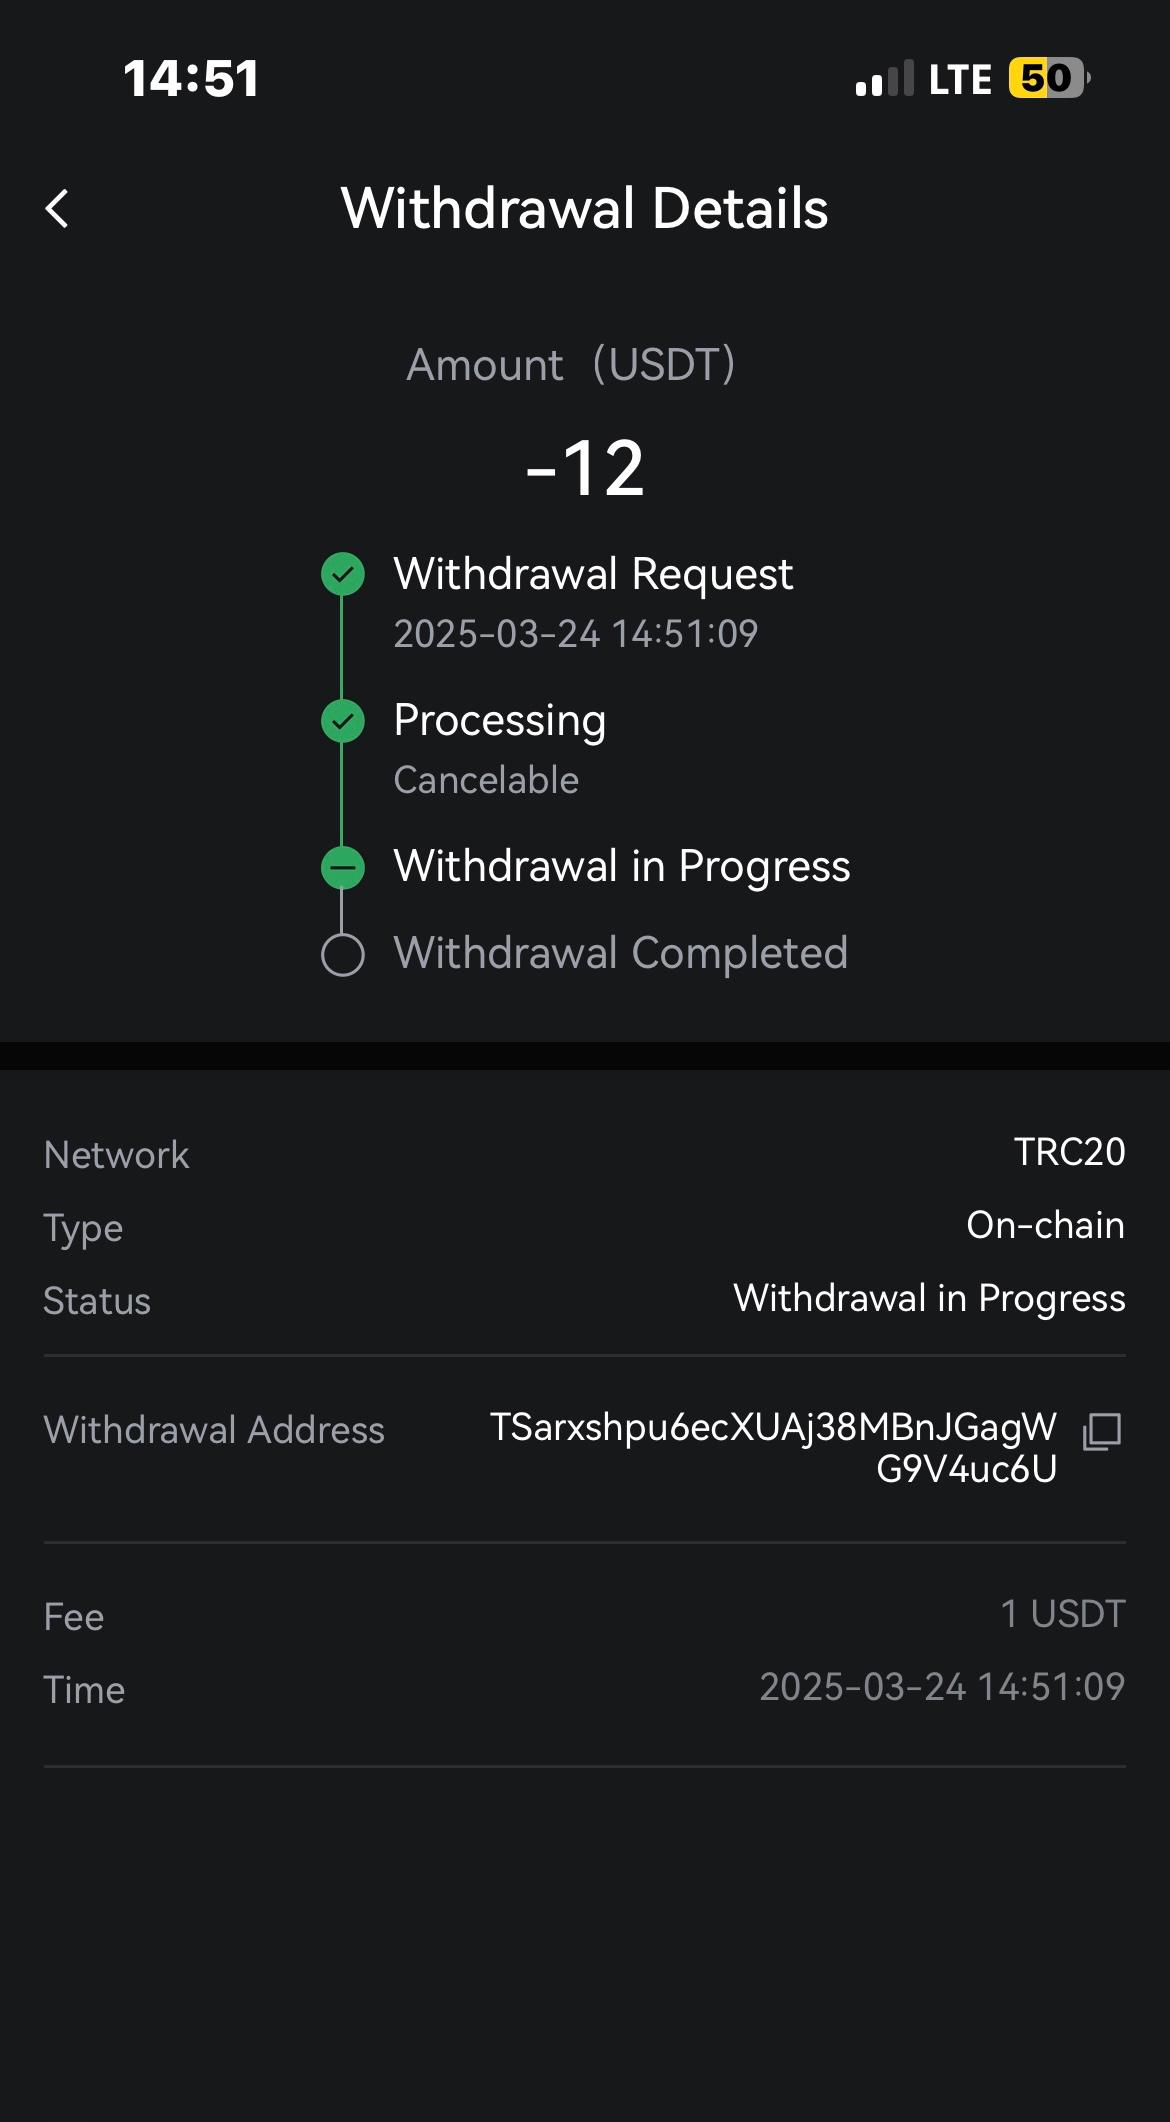 14:51
LTE 50
Withdrawal Details
Amount (USDT)
-12
Withdrawal Request
2025-03-24 14:51:09
Processing
Cancelable
Withdrawal in Progress
Withdrawal Completed
Network TRC20
Type On-chain
Status Withdrawal in Progress
Withdrawal Address TSarxshpu6ecXUAj38MBnJGagW
G9V4uc6U
Fee 1 USDT
Time 2025-03-24 14:51:09